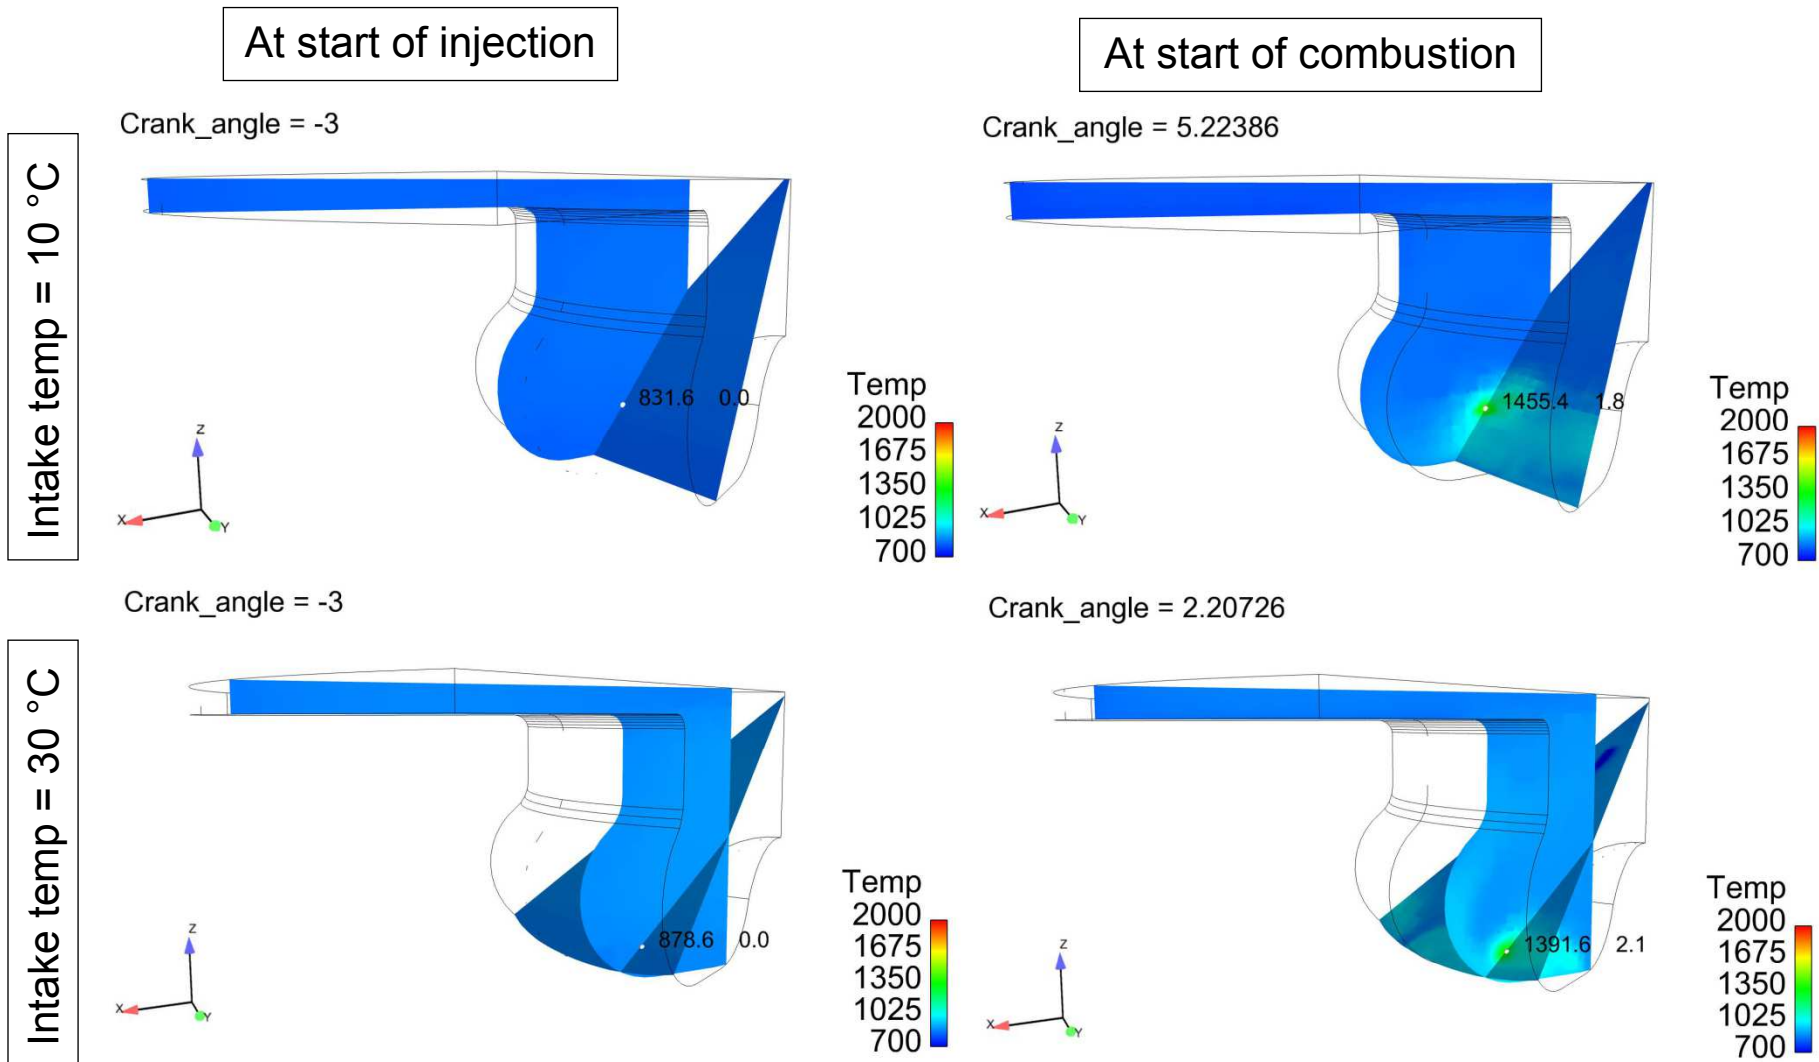 At start of injection
At start of combustion
Intake temp = 10 °C
Crank_angle = -3
831.6 0.0
Temp
2000
1675
1350
1025
700
Z
X
Y
Crank_angle = 5.22386
1455.4 1.8
Temp
2000
1675
1350
1025
700
Z
X
Y
Intake temp = 30 °C
Crank_angle = -3
878.6 0.0
Temp
2000
1675
1350
1025
700
Z
X
Y
Crank_angle = 2.20726
1391.6 2.1
Temp
2000
1675
1350
1025
700
Z
X
Y